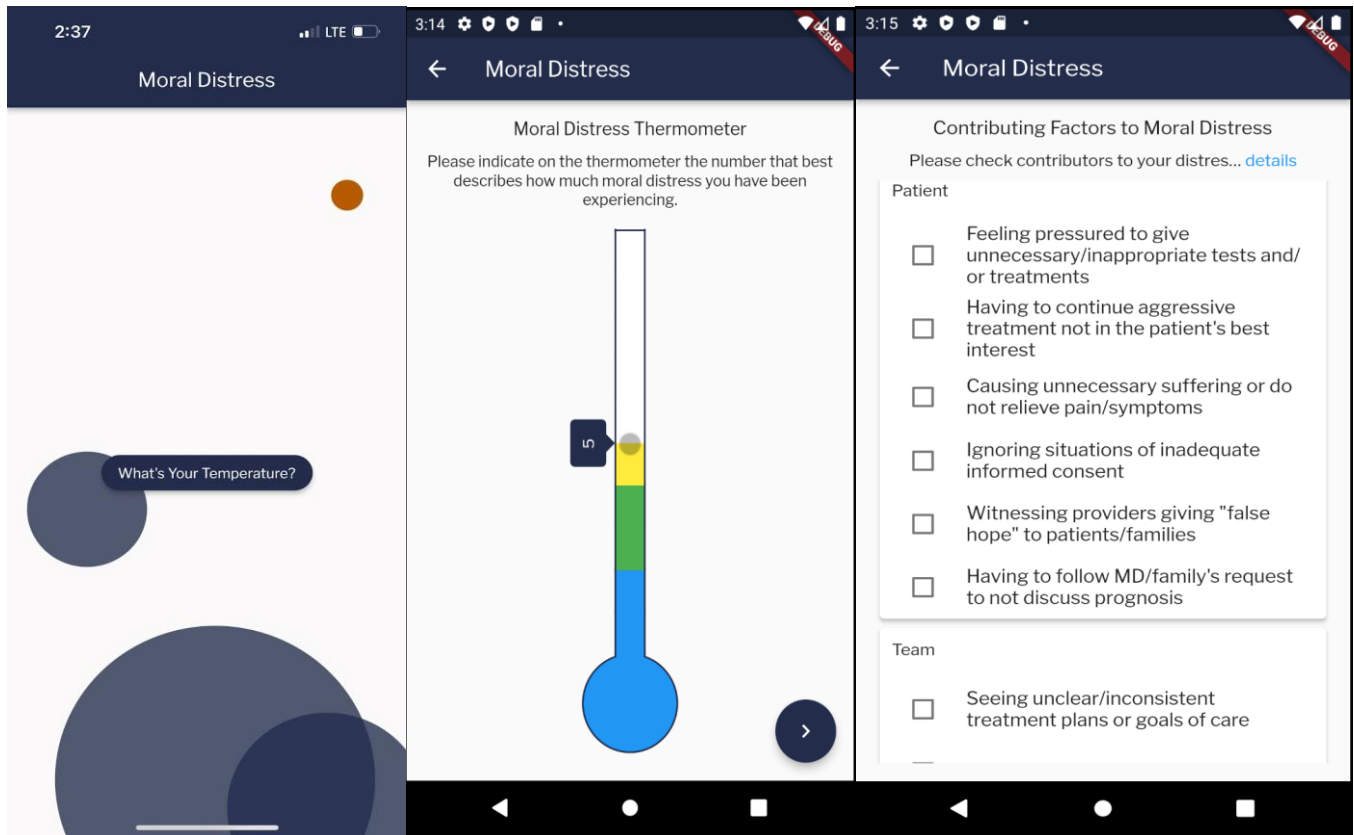 2:37
LTE
Moral Distress
What's Your Temperature?
3:14
DEBUG
Moral Distress
Moral Distress Thermometer
Please indicate on the thermometer the number that best
describes how much moral distress you have been
experiencing.
5
3:15
DEBUG
Moral Distress
Contributing Factors to Moral Distress
Please check contributors to your distres... details
Patient
Feeling pressured to give
unnecessary/inappropriate tests and/
or treatments
Having to continue aggressive
treatment not in the patient's best
interest
Causing unnecessary suffering or do
not relieve pain/symptoms
Ignoring situations of inadequate
informed consent
Witnessing providers giving "false
hope" to patients/families
Having to follow MD/family's request
to not discuss prognosis
Team
Seeing unclear/inconsistent
treatment plans or goals of care